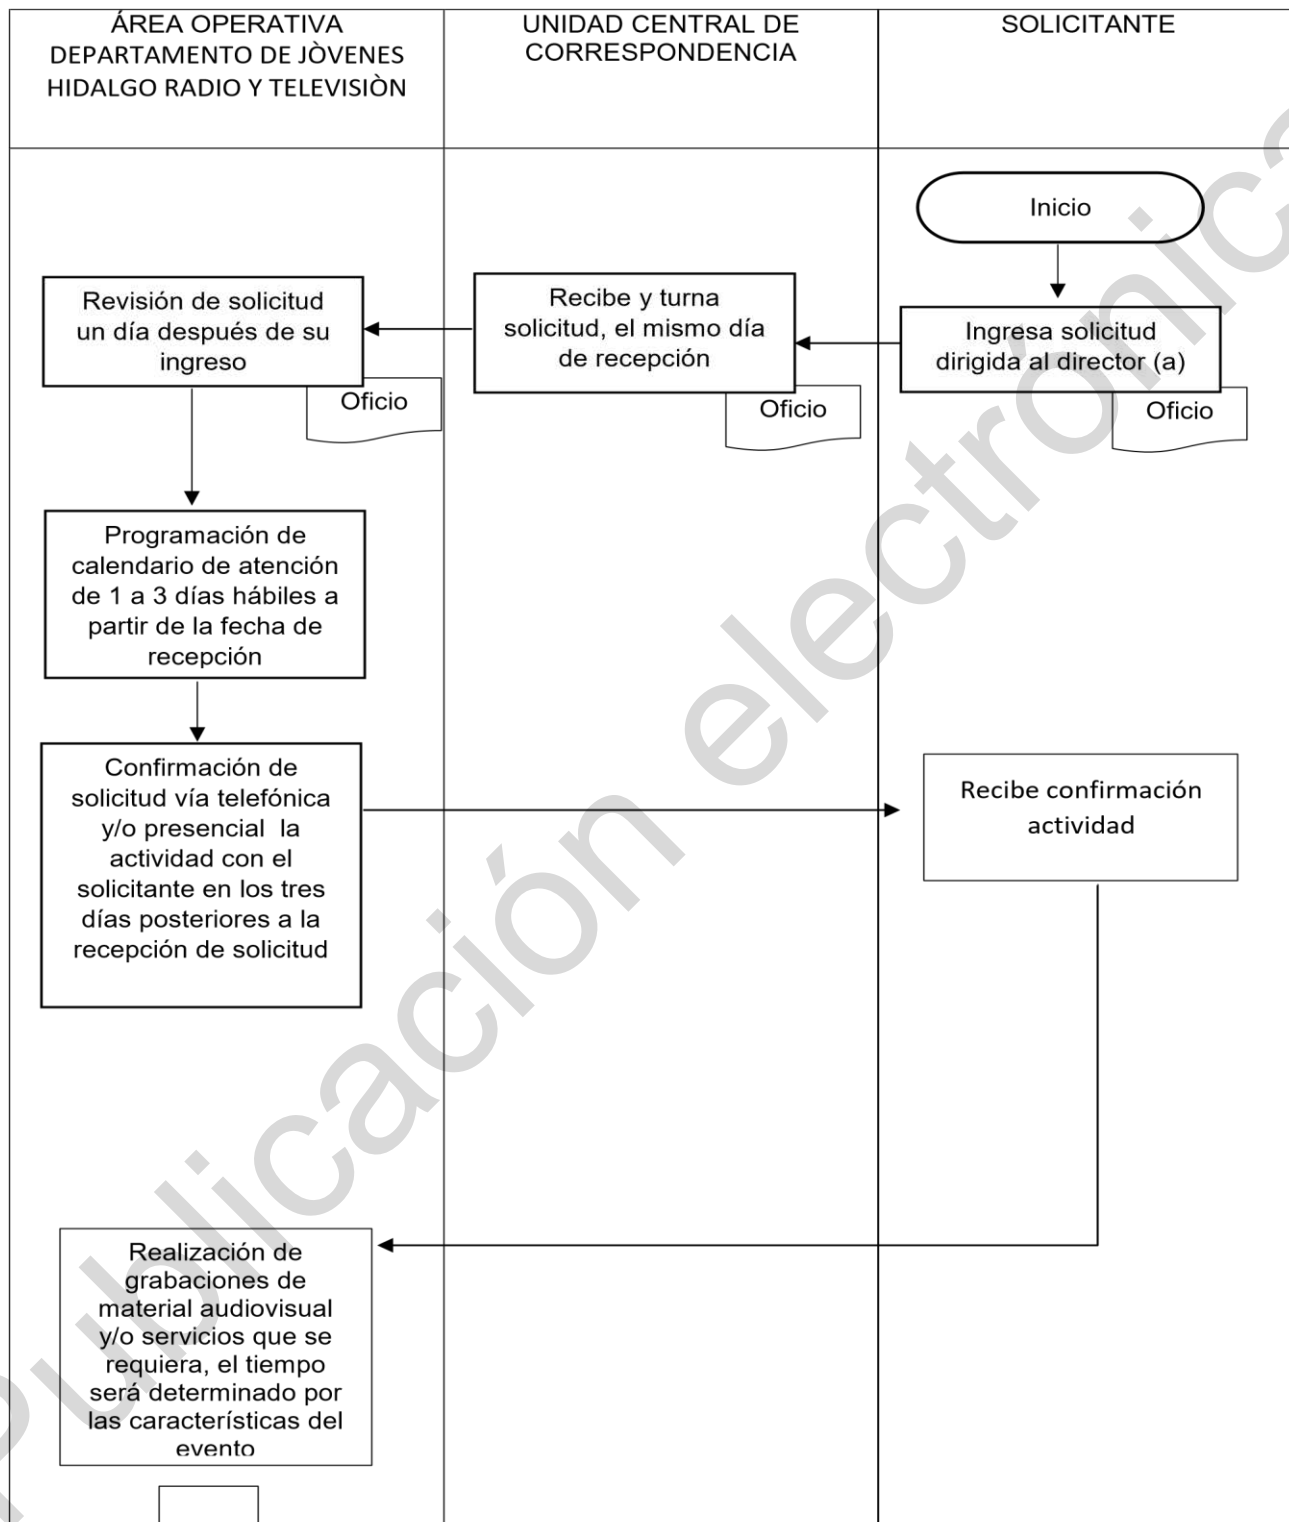 ÁREA OPERATIVA
DEPARTAMENTO DE JÒVENES
HIDALGO RADIO Y TELEVISIÒN
UNIDAD CENTRAL DE
CORRESPONDENCIA
SOLICITANTE
Inicio
Ingresa solicitud
dirigida al director (a)
Oficio
Recibe y turna
solicitud, el mismo día
de recepción
Oficio
Revisión de solicitud
un día después de su
ingreso
Oficio
Programación de
calendario de atención
de 1 a 3 días hábiles a
partir de la fecha de
recepción
Confirmación de
solicitud vía telefónica
y/o presencial la
actividad con el
solicitante en los tres
días posteriores a la
recepción de solicitud
Recibe confirmación
actividad
Realización de
grabaciones de
material audiovisual
y/o servicios que se
requiera, el tiempo
será determinado por
las características del
evento
Publicación electrónica